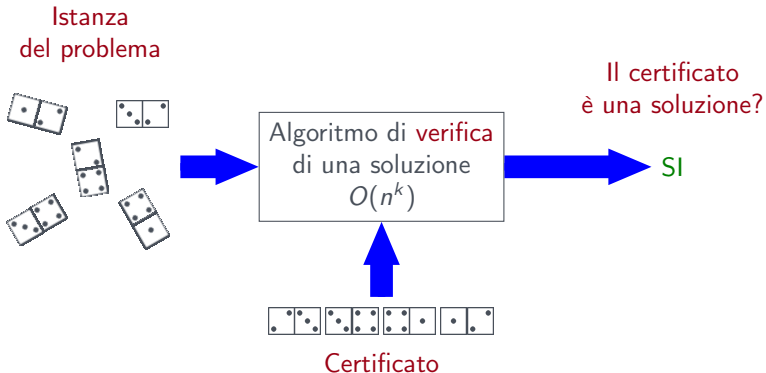 Istanza
del problema
Algoritmo di verifica
di una soluzione
O(n^k)
Il certificato
è una soluzione?
SI
Certificato